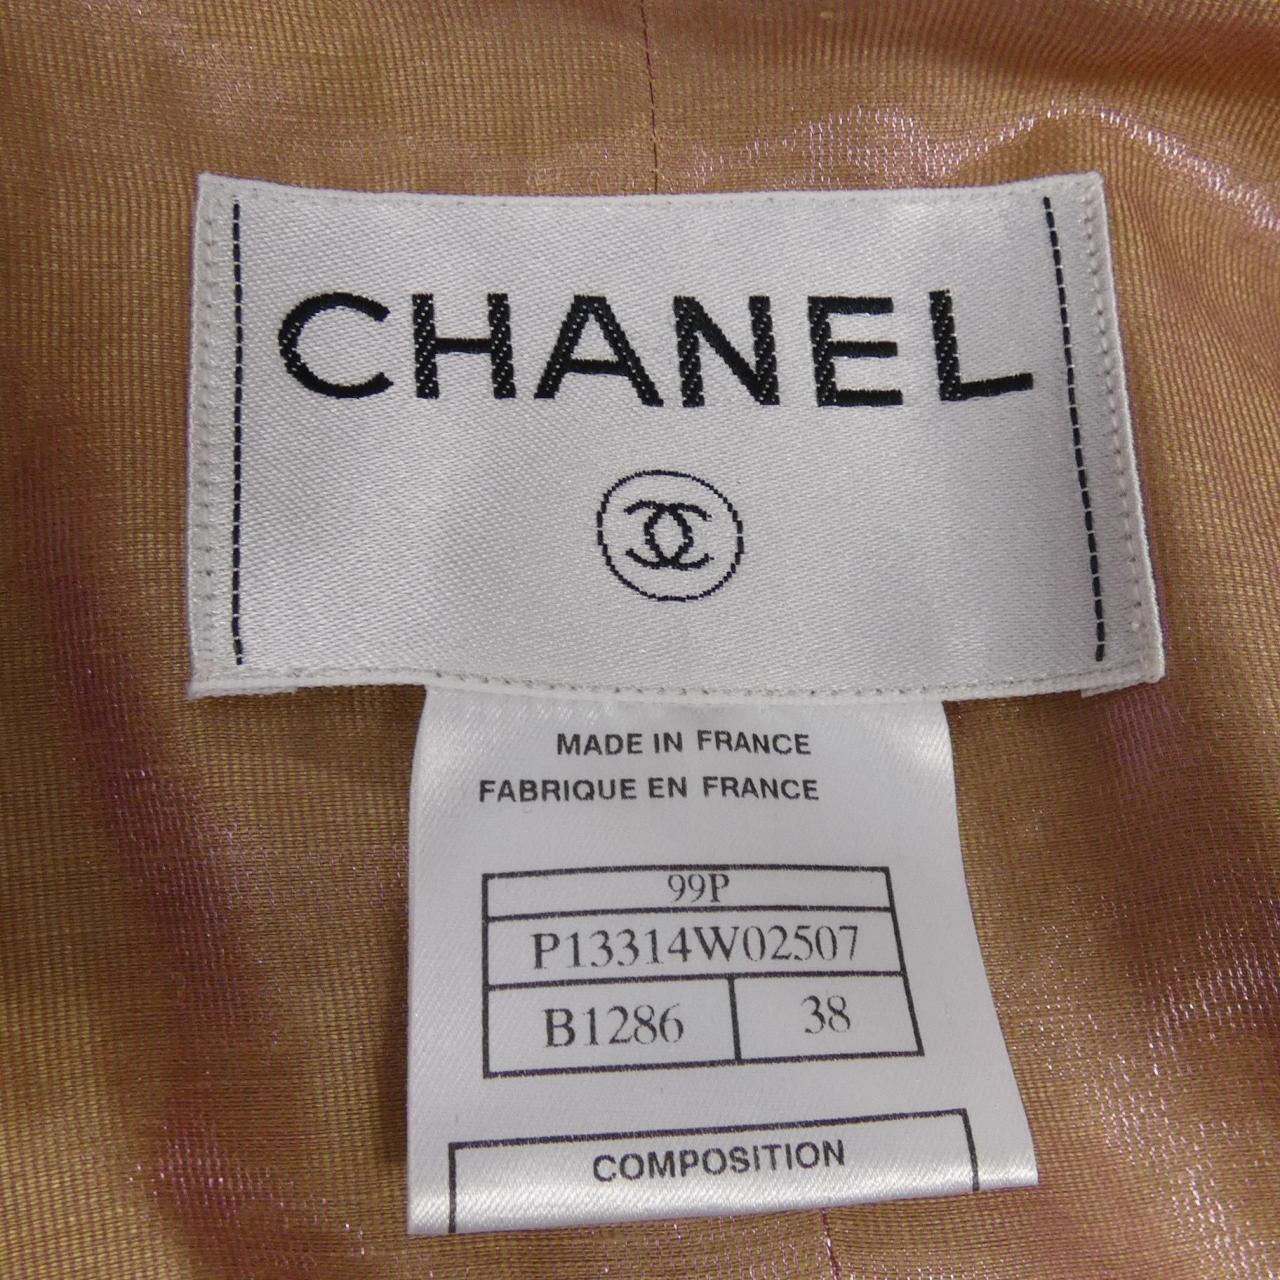 CHANEL
MADE IN FRANCE
FABRIQUE EN FRANCE
99P
P13314W02507
B1286 38
COMPOSITION